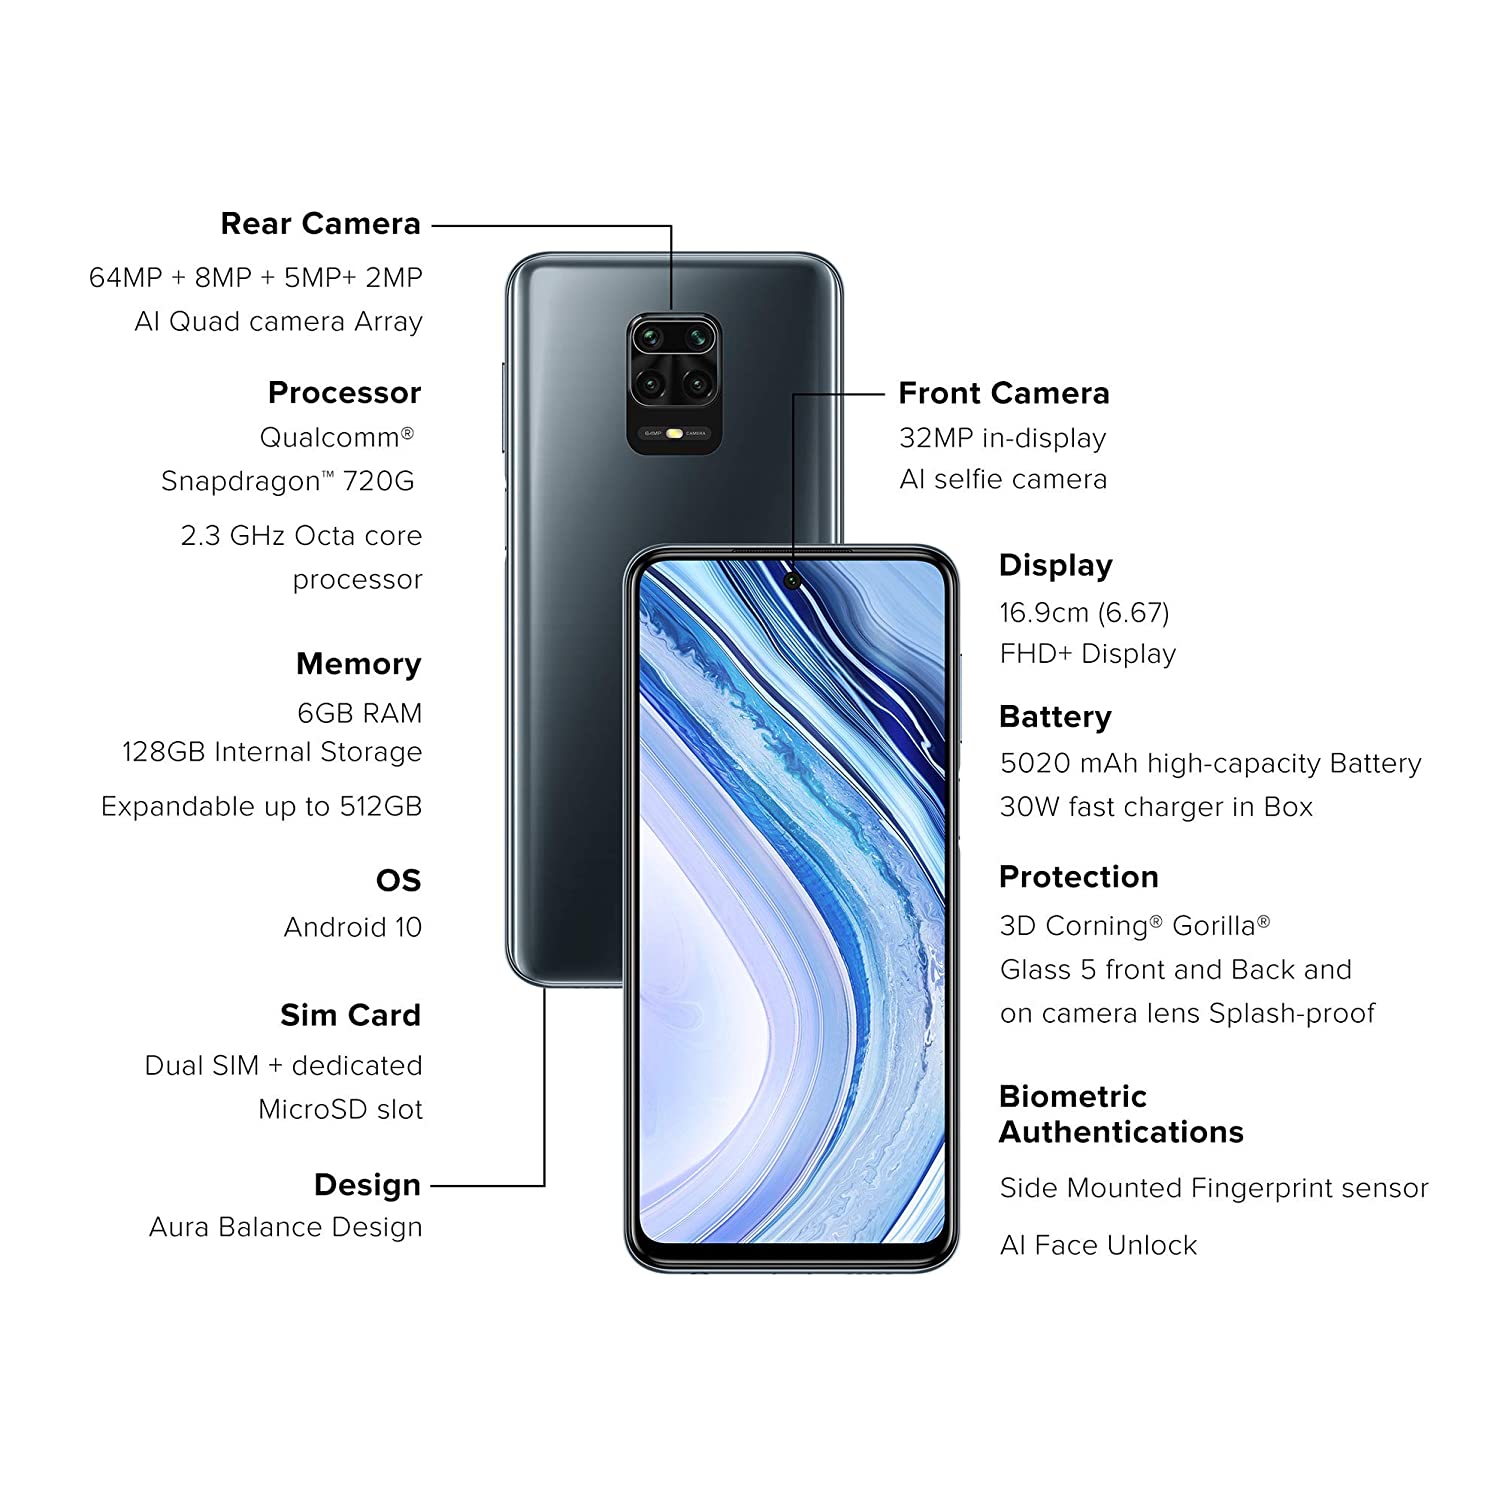 Rear Camera
64MP + 8MP + 5MP+ 2MP
AI Quad camera Array
Processor
Qualcomm®
Snapdragon™ 720G
2.3 GHz Octa core
processor
Memory
6GB RAM
128GB Internal Storage
Expandable up to 512GB
OS
Android 10
Sim Card
Dual SIM + dedicated
MicroSD slot
Design
Aura Balance Design
64MP CAMERA
Front Camera
32MP in-display
AI selfie camera
Display
16.9cm (6.67)
FHD+ Display
Battery
5020 mAh high-capacity Battery
30W fast charger in Box
Protection
3D Corning® Gorilla®
Glass 5 front and Back and
on camera lens Splash-proof
Biometric
Authentications
Side Mounted Fingerprint sensor
AI Face Unlock